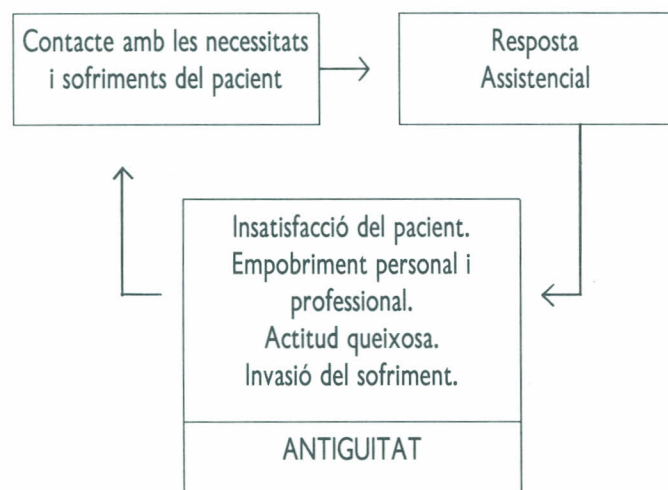 Contacte amb les necessitats
i sofriments del pacient
Resposta
Assistencial
Insatisfacció del pacient.
Empobriment personal i
professional.
Actitud queixosa.
Invasió del sofriment.
ANTIGUITAT